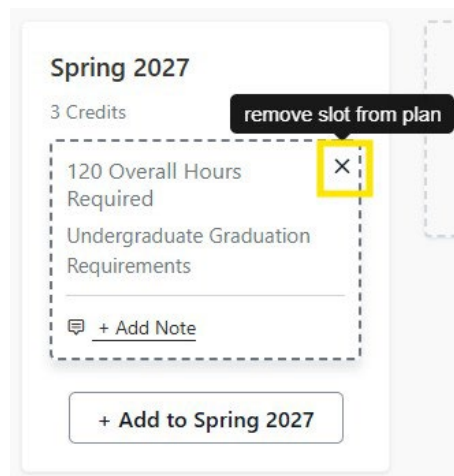 Spring 2027
3 Credits
remove slot from plan
120 Overall Hours
Required
Undergraduate Graduation
Requirements
+ Add Note
+ Add to Spring 2027